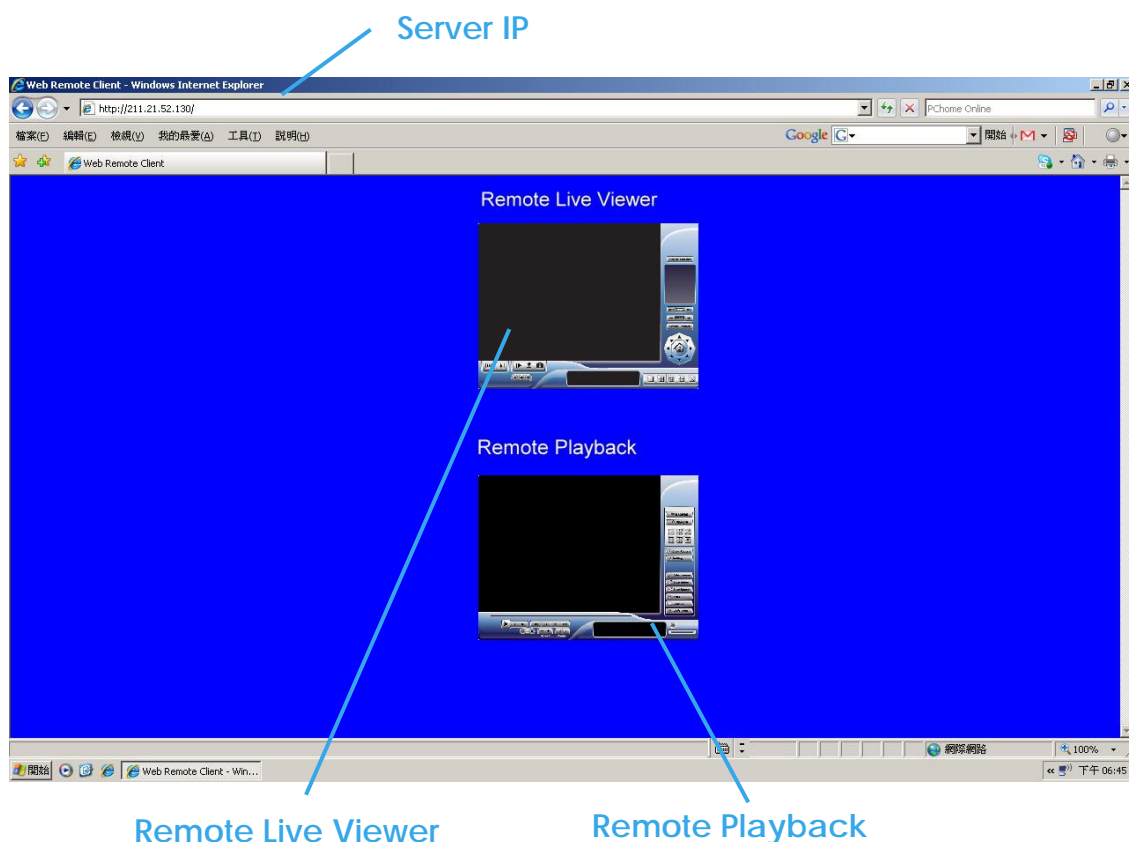 Server IP
Web Remote Client - Windows Internet Explorer
http://211.21.52.130/
PChome Online
檔案(F) 編輯(E) 檢視(V) 我的最愛(A) 工具(T) 說明(H)
Google G 開始
Web Remote Client
Remote Live Viewer
Remote Playback
網際網路 100%
開始 Web Remote Client - Win... 下午 06:45
Remote Live Viewer
Remote Playback